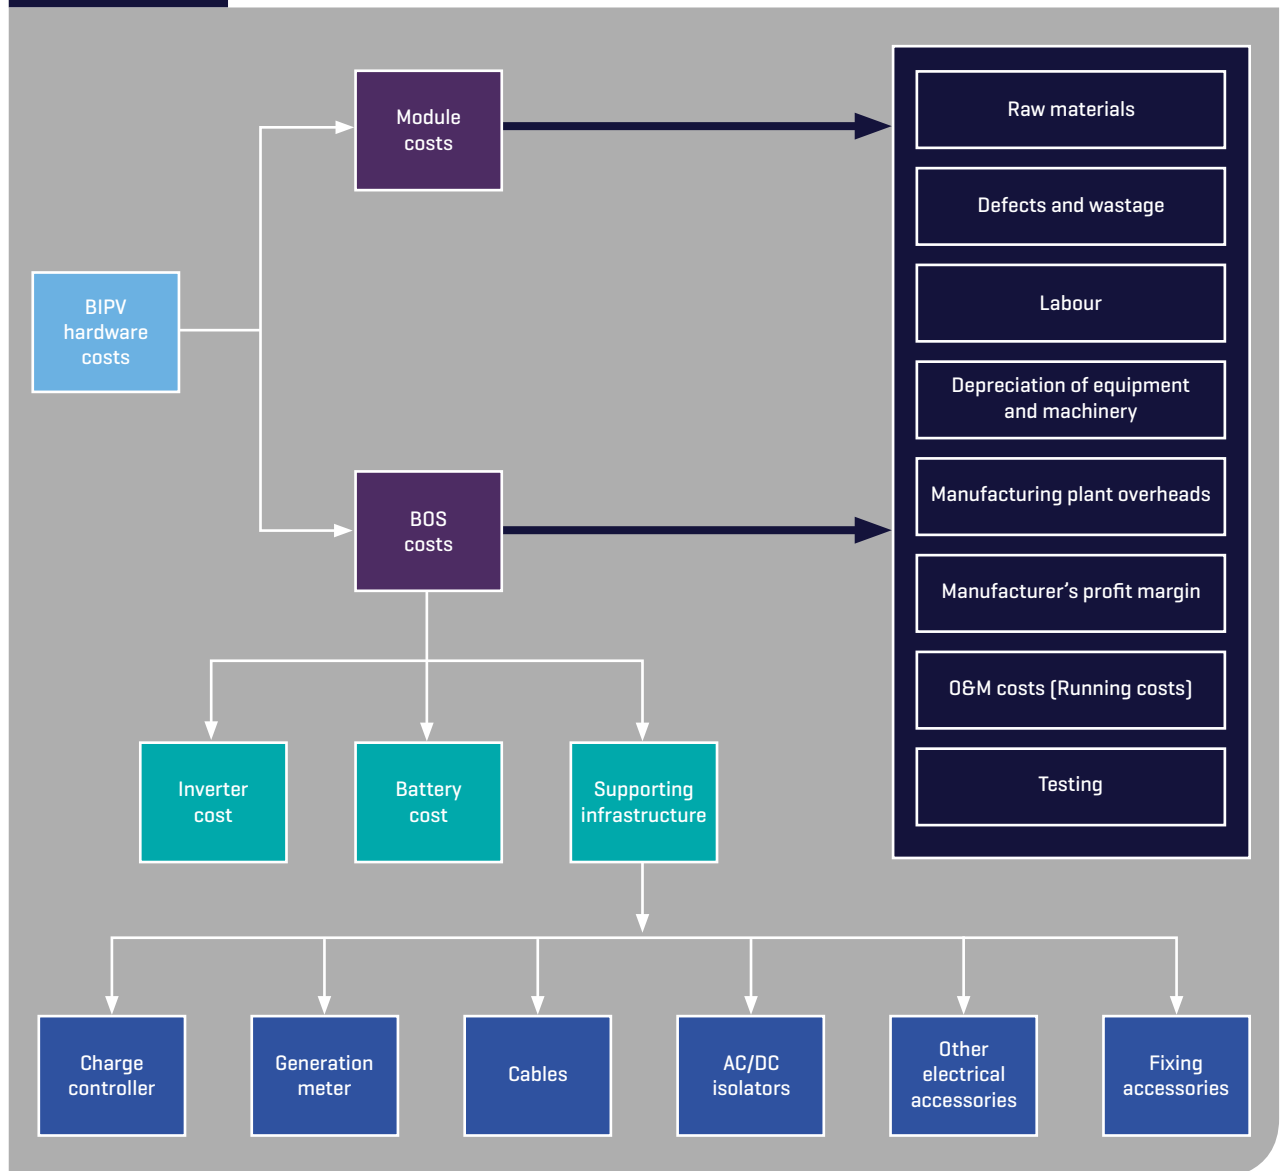 Module
costs
Raw materials
Defects and wastage
Labour
BIPV
hardware
costs
Depreciation of equipment
and machinery
Manufacturing plant overheads
BOS
costs
Manufacturer's profit margin
O&M costs (Running costs)
Testing
Inverter
cost
Battery
cost
Supporting
infrastructure
Charge
controller
Generation
meter
Cables
AC/DC
isolators
Other
electrical
accessories
Fixing
accessories